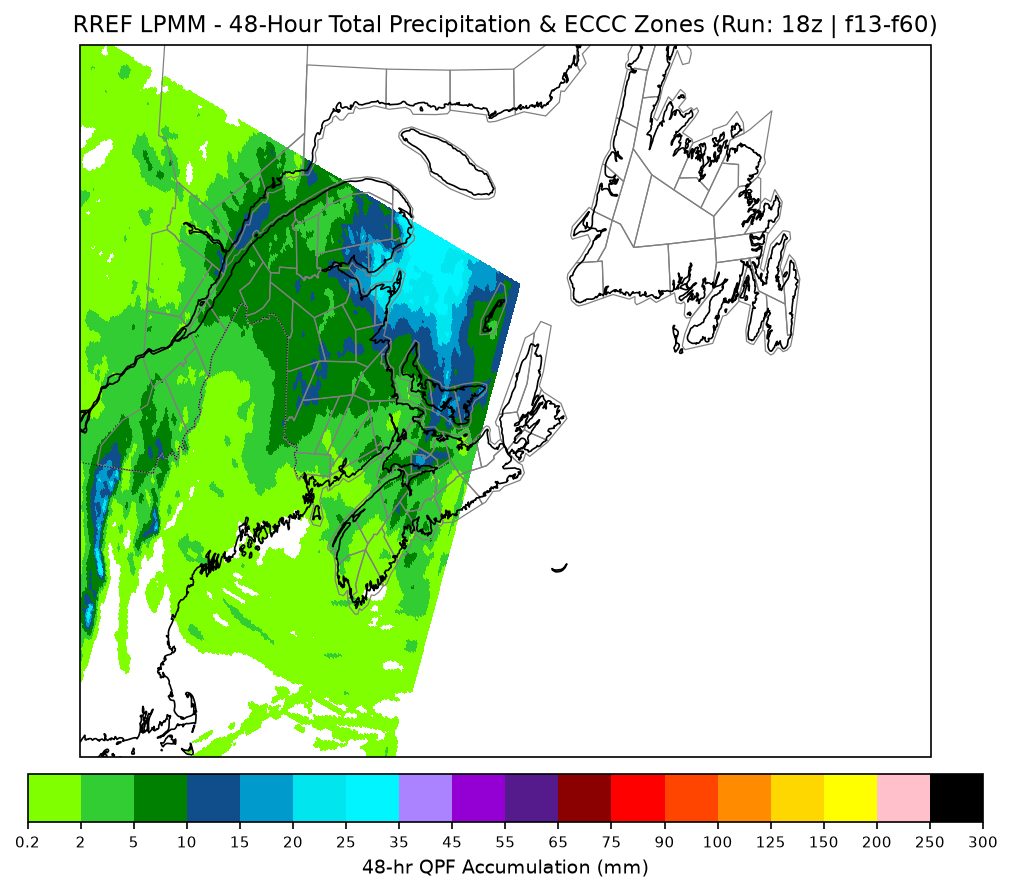 RREF LPMM - 48-Hour Total Precipitation & ECCC Zones (Run: 18z | f13-f60)
0.2 2 5 10 15 20 25 35 45 55 65 75 90 100 125 150 200 250 300
48-hr QPF Accumulation (mm)